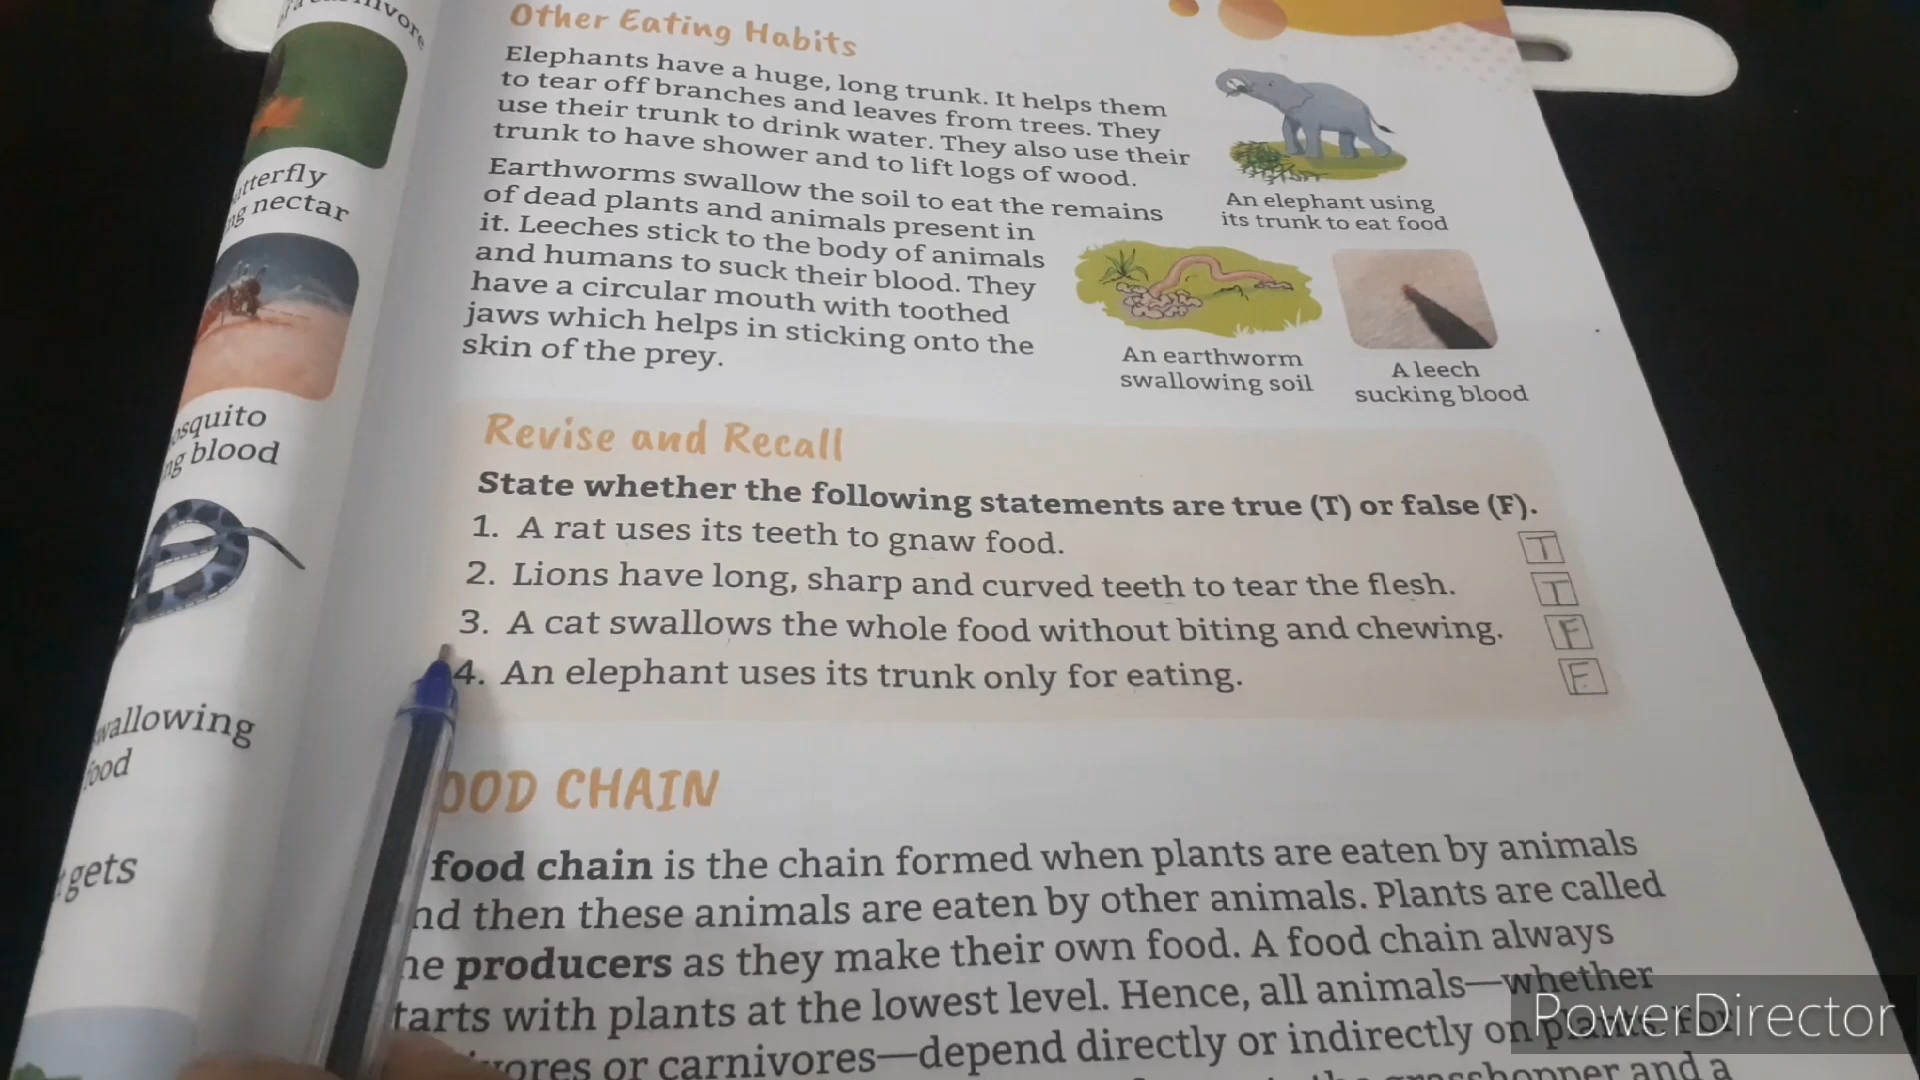 Other Eating Habits
Elephants have a huge, long trunk. It helps them
to tear off branches and leaves from trees. They
use their trunk to drink water. They also use their
trunk to have shower and to lift logs of wood.
Earthworms swallow the soil to eat the remains
of dead plants and animals present in
it. Leeches stick to the body of animals
and humans to suck their blood. They
have a circular mouth with toothed
jaws which helps in sticking onto the
skin of the prey.
An elephant using
its trunk to eat food
An earthworm
swallowing soil
A leech
sucking blood
nectar
blood
gets
Revise and Recall
State whether the following statements are true (T) or false (F).
1. A rat uses its teeth to gnaw food. T
2. Lions have long, sharp and curved teeth to tear the flesh. T
3. A cat swallows the whole food without biting and chewing. F
4. An elephant uses its trunk only for eating. F
CHAIN
food chain is the chain formed when plants are eaten by animals
then these animals are eaten by other animals. Plants are called
producers as they make their own food. A food chain always
with plants at the lowest level. Hence, all animals—whether
or carnivores—depend directly or indirectly on plants for
grasshopper and a
PowerDirector